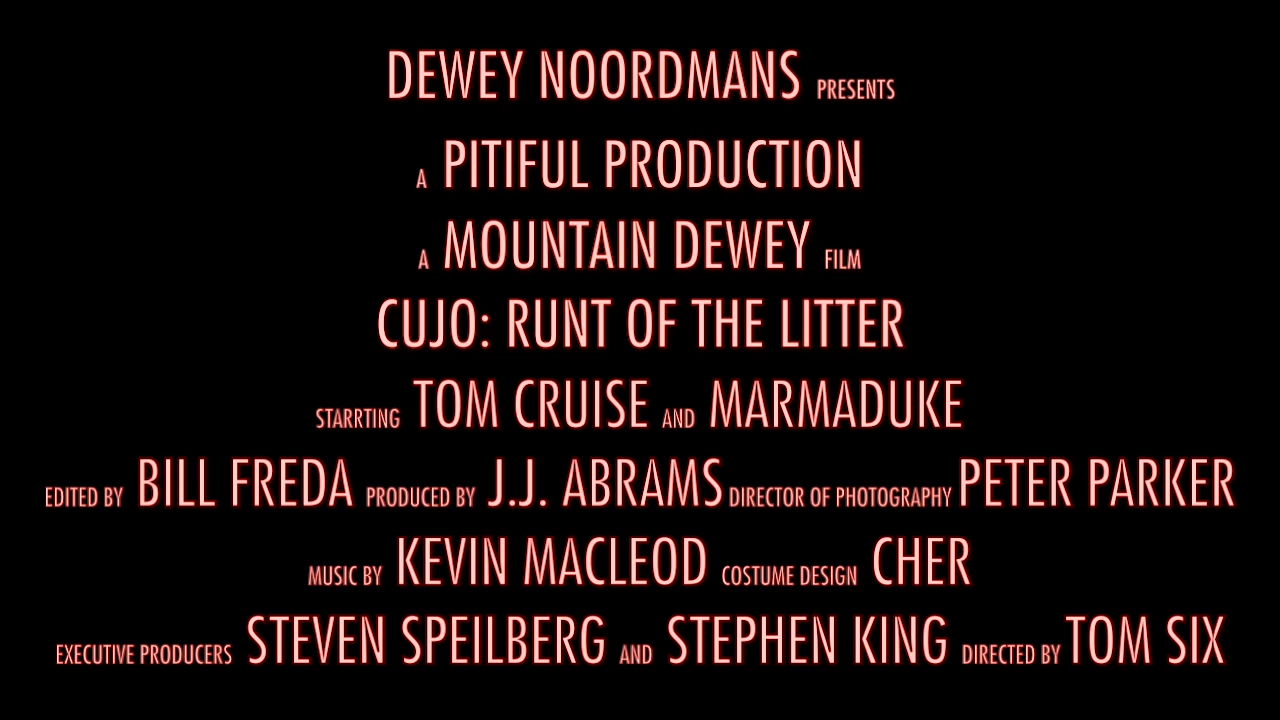 DEWEY NOORDMANS PRESENTS
A PITIFUL PRODUCTION
A MOUNTAIN DEWEY FILM
CUJO: RUNT OF THE LITTER
STARRTING TOM CRUISE AND MARMADUKE
EDITED BY BILL FREDA PRODUCED BY J.J. ABRAMS DIRECTOR OF PHOTOGRAPHY PETER PARKER
MUSIC BY KEVIN MACLEOD COSTUME DESIGN CHER
EXECUTIVE PRODUCERS STEVEN SPEILBERG AND STEPHEN KING DIRECTED BY TOM SIX